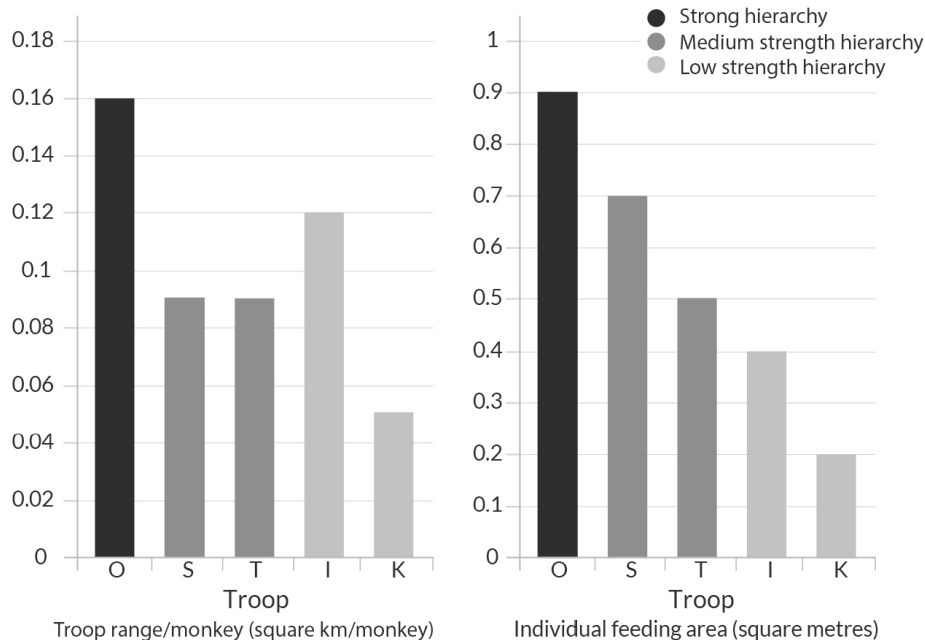 0.18
0.16
0.14
0.12
0.1
0.08
0.06
0.04
0.02
0
O S T I K
Troop
Troop range/monkey (square km/monkey)
Strong hierarchy
Medium strength hierarchy
Low strength hierarchy
1
0.9
0.8
0.7
0.6
0.5
0.4
0.3
0.2
0.1
0
O S T I K
Troop
Individual feeding area (square metres)